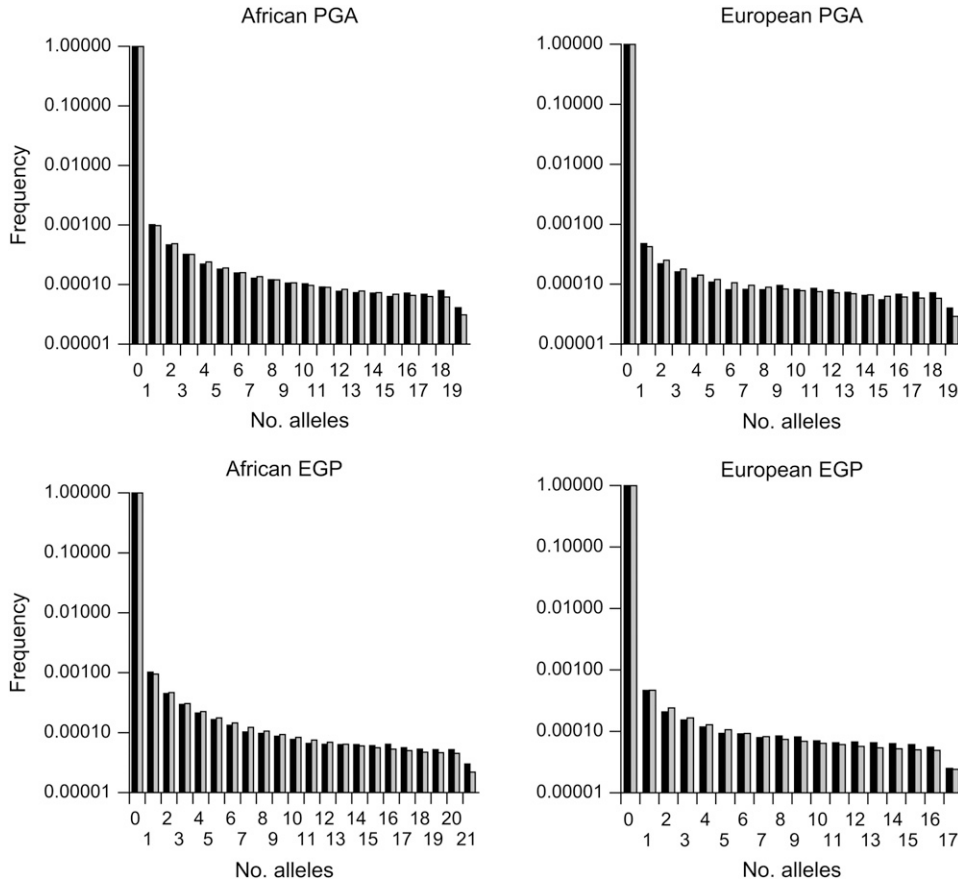 African PGA
1.00000
0.10000
0.01000
0.00100
0.00010
0.00001
Frequency
0 2 4 6 8 10 12 14 16 18
1 3 5 7 9 11 13 15 17 19
No. alleles
European PGA
1.00000
0.10000
0.01000
0.00100
0.00010
0.00001
0 2 4 6 8 10 12 14 16 18
1 3 5 7 9 11 13 15 17 19
No. alleles
African EGP
1.00000
0.10000
0.01000
0.00100
0.00010
0.00001
Frequency
0 2 4 6 8 10 12 14 16 18 20
1 3 5 7 9 11 13 15 17 19 21
No. alleles
European EGP
1.00000
0.10000
0.01000
0.00100
0.00010
0.00001
0 2 4 6 8 10 12 14 16
1 3 5 7 9 11 13 15 17
No. alleles